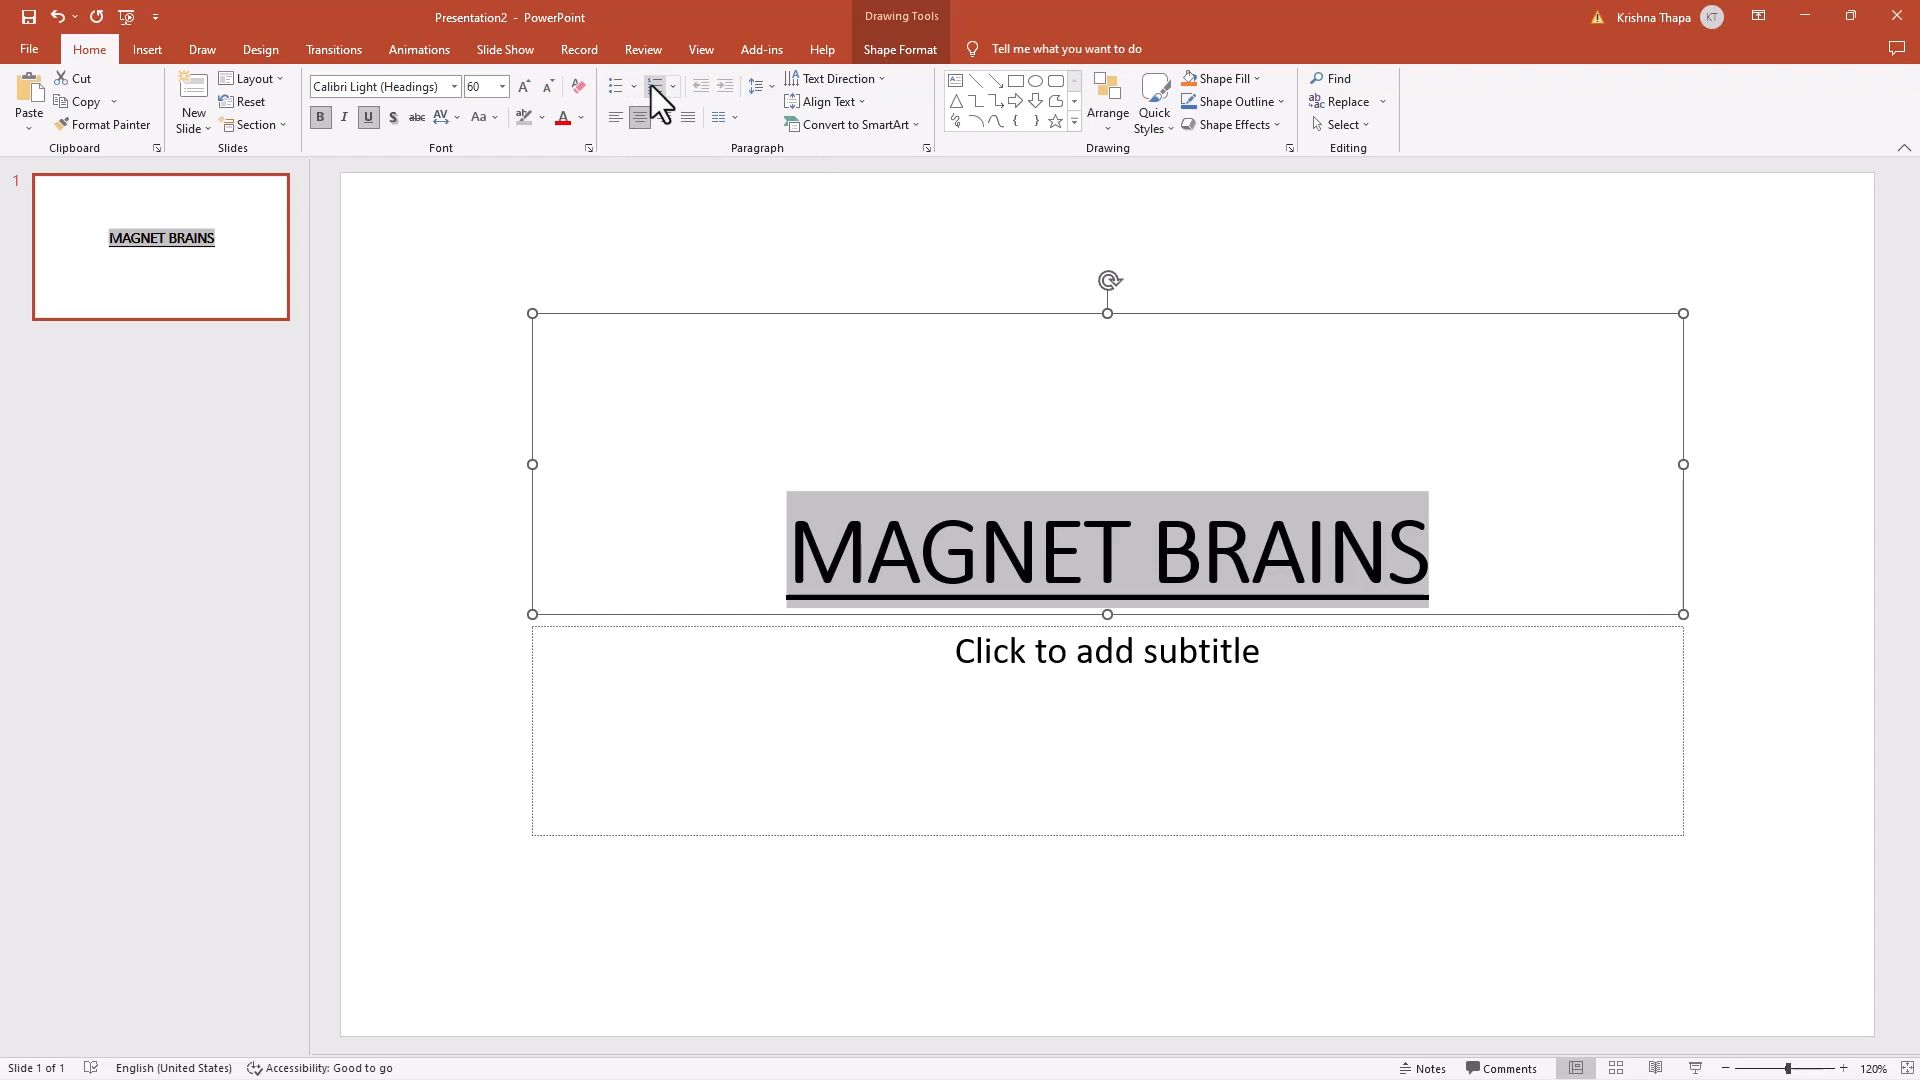 Presentation2 - PowerPoint
Drawing Tools
Krishna Thapa
KT
File
Home
Insert
Draw
Design
Transitions
Animations
Slide Show
Record
Review
View
Add-ins
Help
Shape Format
Tell me what you want to do
Paste
Cut
Copy
Format Painter
Clipboard
New
Slide
Layout
Reset
Section
Slides
Calibri Light (Headings)
60
B I U S abc AV Aa A
Font
Text Direction
Align Text
Convert to SmartArt
Paragraph
Arrange
Quick
Styles
Shape Fill
Shape Outline
Shape Effects
Drawing
Find
Replace
Select
Editing
1
MAGNET BRAINS
MAGNET BRAINS
Click to add subtitle
Slide 1 of 1
English (United States)
Accessibility: Good to go
Notes
Comments
120%